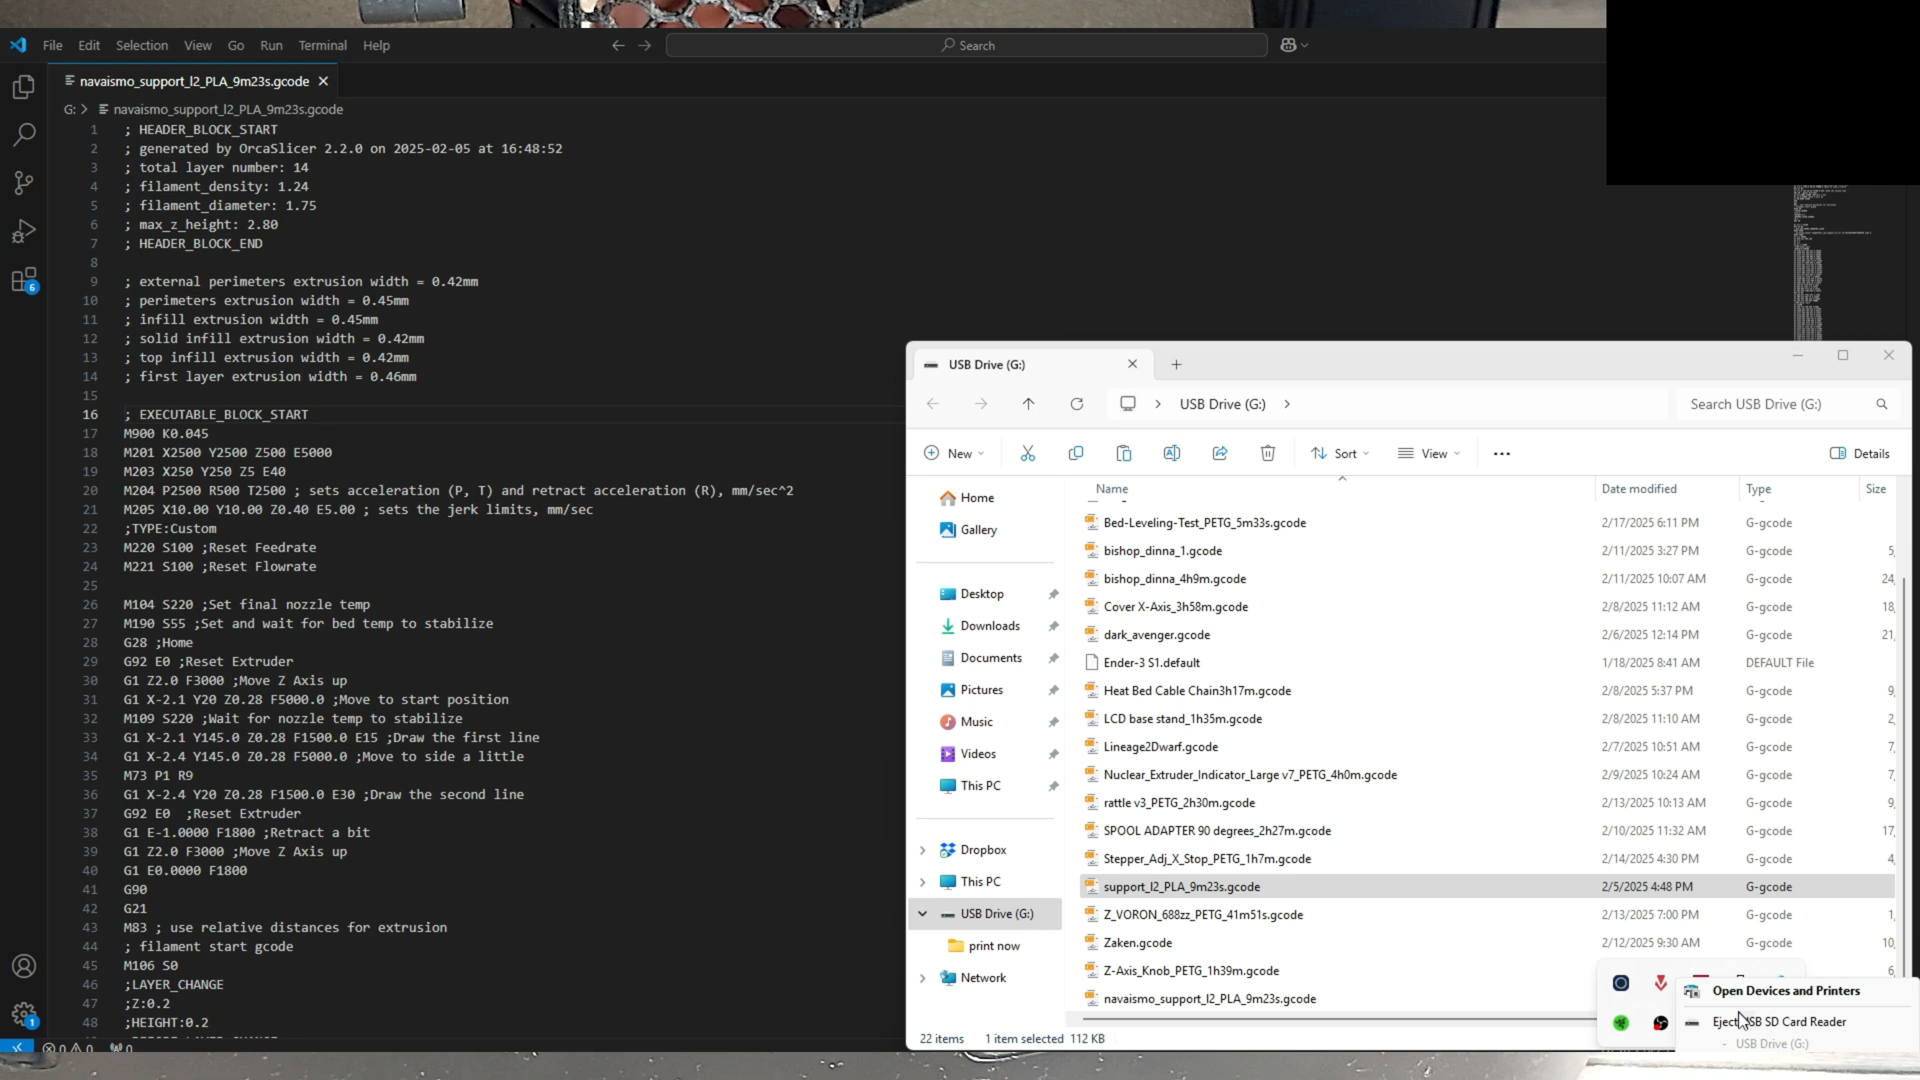 File Edit Selection View Go Run Terminal Help
Search
navaismo_support_l2_PLA_9m23s.gcode
G: > navaismo_support_l2_PLA_9m23s.gcode
1 ; HEADER_BLOCK_START
2 ; generated by OrcaSlicer 2.2.0 on 2025-02-05 at 16:48:52
3 ; total layer number: 14
4 ; filament_density: 1.24
5 ; filament_diameter: 1.75
6 ; max_z_height: 2.80
7 ; HEADER_BLOCK_END
8
9 ; external perimeters extrusion width = 0.42mm
10 ; perimeters extrusion width = 0.45mm
11 ; infill extrusion width = 0.45mm
12 ; solid infill extrusion width = 0.42mm
13 ; top infill extrusion width = 0.42mm
14 ; first layer extrusion width = 0.46mm
15
16 ; EXECUTABLE_BLOCK_START
17 M900 K0.045
18 M201 X2500 Y2500 Z500 E5000
19 M203 X250 Y250 Z5 E40
20 M204 P2500 R500 T2500 ; sets acceleration (P, T) and retract acceleration (R), mm/sec^2
21 M205 X10.00 Y10.00 Z0.40 E5.00 ; sets the jerk limits, mm/sec
22 ;TYPE:Custom
23 M220 S100 ;Reset Feedrate
24 M221 S100 ;Reset Flowrate
25
26 M104 S220 ;Set final nozzle temp
27 M190 S55 ;Set and wait for bed temp to stabilize
28 G28 ;Home
29 G92 E0 ;Reset Extruder
30 G1 Z2.0 F3000 ;Move Z Axis up
31 G1 X-2.1 Y20 Z0.28 F5000.0 ;Move to start position
32 M109 S220 ;Wait for nozzle temp to stabilize
33 G1 X-2.1 Y145.0 Z0.28 F1500.0 E15 ;Draw the first line
34 G1 X-2.4 Y145.0 Z0.28 F5000.0 ;Move to side a little
35 M73 P1 R9
36 G1 X-2.4 Y20 Z0.28 F1500.0 E30 ;Draw the second line
37 G92 E0 ;Reset Extruder
38 G1 E-1.0000 F1800 ;Retract a bit
39 G1 Z2.0 F3000 ;Move Z Axis up
40 G1 E0.0000 F1800
41 G90
42 G21
43 M83 ; use relative distances for extrusion
44 ; filament start gcode
45 M106 S0
46 ;LAYER_CHANGE
47 ;Z:0.2
48 ;HEIGHT:0.2
6
1
0 0 0
USB Drive (G:)
USB Drive (G:)
Search USB Drive (G:)
New Sort View Details
Name Date modified Type Size
Home
Gallery
Desktop
Downloads
Documents
Pictures
Music
Videos
This PC
Dropbox
This PC
USB Drive (G:)
print now
Network
Bed-Leveling-Test_PETG_5m33s.gcode 2/17/2025 6:11 PM G-gcode
bishop_dinna_1.gcode 2/11/2025 3:27 PM G-gcode 5,
bishop_dinna_4h9m.gcode 2/11/2025 10:07 AM G-gcode 24,
Cover X-Axis_3h58m.gcode 2/8/2025 11:12 AM G-gcode 18,
dark_avenger.gcode 2/6/2025 12:14 PM G-gcode 21,
Ender-3 S1.default 1/18/2025 8:41 AM DEFAULT File
Heat Bed Cable Chain3h17m.gcode 2/8/2025 5:37 PM G-gcode 9,
LCD base stand_1h35m.gcode 2/8/2025 11:10 AM G-gcode 2,
Lineage2Dwarf.gcode 2/7/2025 10:51 AM G-gcode 7,
Nuclear_Extruder_Indicator_Large v7_PETG_4h0m.gcode 2/9/2025 10:24 AM G-gcode 7,
rattle v3_PETG_2h30m.gcode 2/13/2025 10:13 AM G-gcode 9,
SPOOL ADAPTER 90 degrees_2h27m.gcode 2/10/2025 11:32 AM G-gcode 17,
Stepper_Adj_X_Stop_PETG_1h7m.gcode 2/14/2025 4:30 PM G-gcode 4,
support_l2_PLA_9m23s.gcode 2/5/2025 4:48 PM G-gcode
Z_VORON_688zz_PETG_41m51s.gcode 2/13/2025 7:00 PM G-gcode 1,
Zaken.gcode 2/12/2025 9:30 AM G-gcode 10,
Z-Axis_Knob_PETG_1h39m.gcode 6,
navaismo_support_l2_PLA_9m23s.gcode
22 items 1 item selected 112 KB
Open Devices and Printers
Eject USB SD Card Reader
- USB Drive (G:)